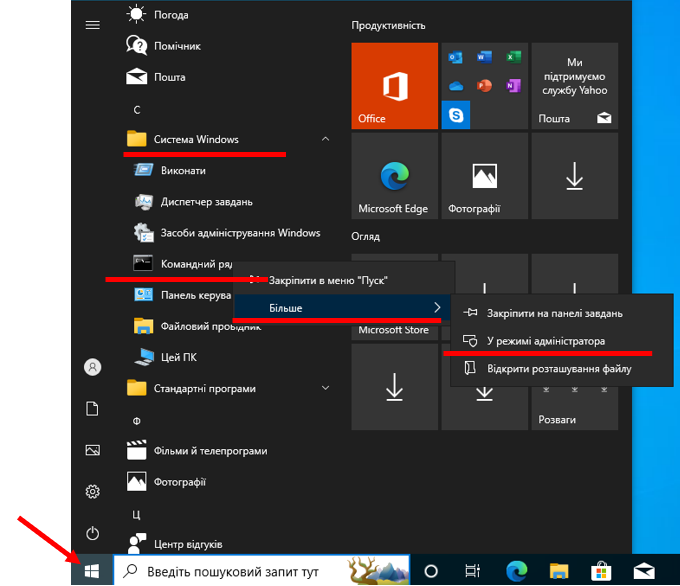 Погода
Помічник
Пошта
С
Система Windows
Виконати
Диспетчер завдань
Засоби адміністрування Windows
Командний ряд
Панель керува
Файловий провідник
Цей ПК
Стандартні програми
Ф
Фільми й телепрограми
Фотографії
Ц
Центр відгуків
Продуктивність
Office
Ми
підтримуємо
службу Yahoo
Пошта
Microsoft Edge
Фотографії
Огляд
Microsoft Store
Розваги
Закріпити в меню "Пуск"
Більше
Закріпити на панелі завдань
У режимі адміністратора
Відкрити розташування файлу
Введіть пошуковий запит тут